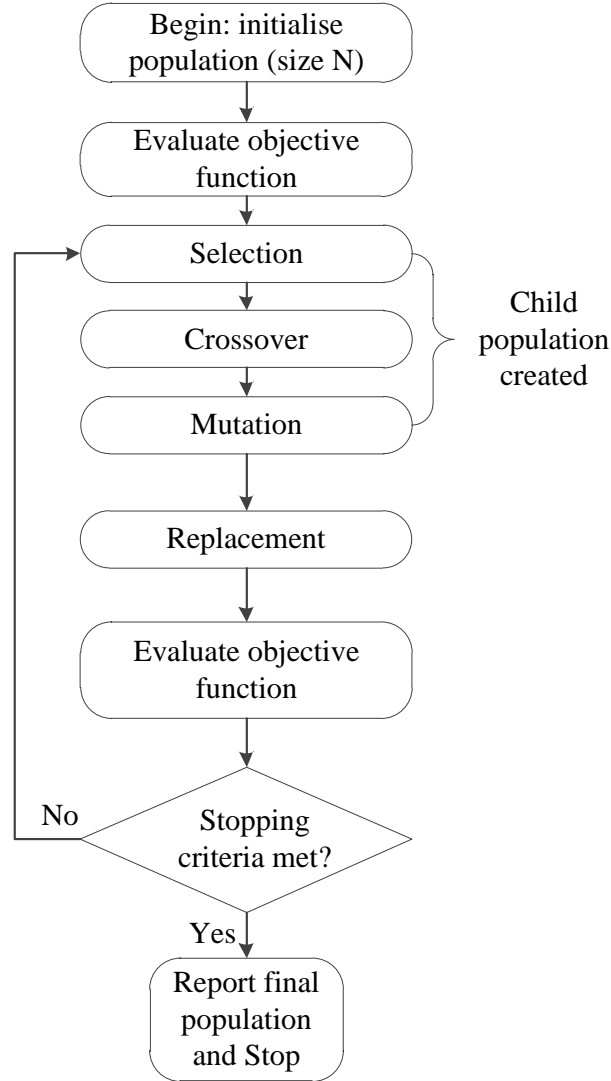 Begin: initialise
population (size N)
Evaluate objective
function
Selection
Crossover
Mutation
Child
population
created
Replacement
Evaluate objective
function
Stopping
criteria met?
No
Yes
Report final
population
and Stop